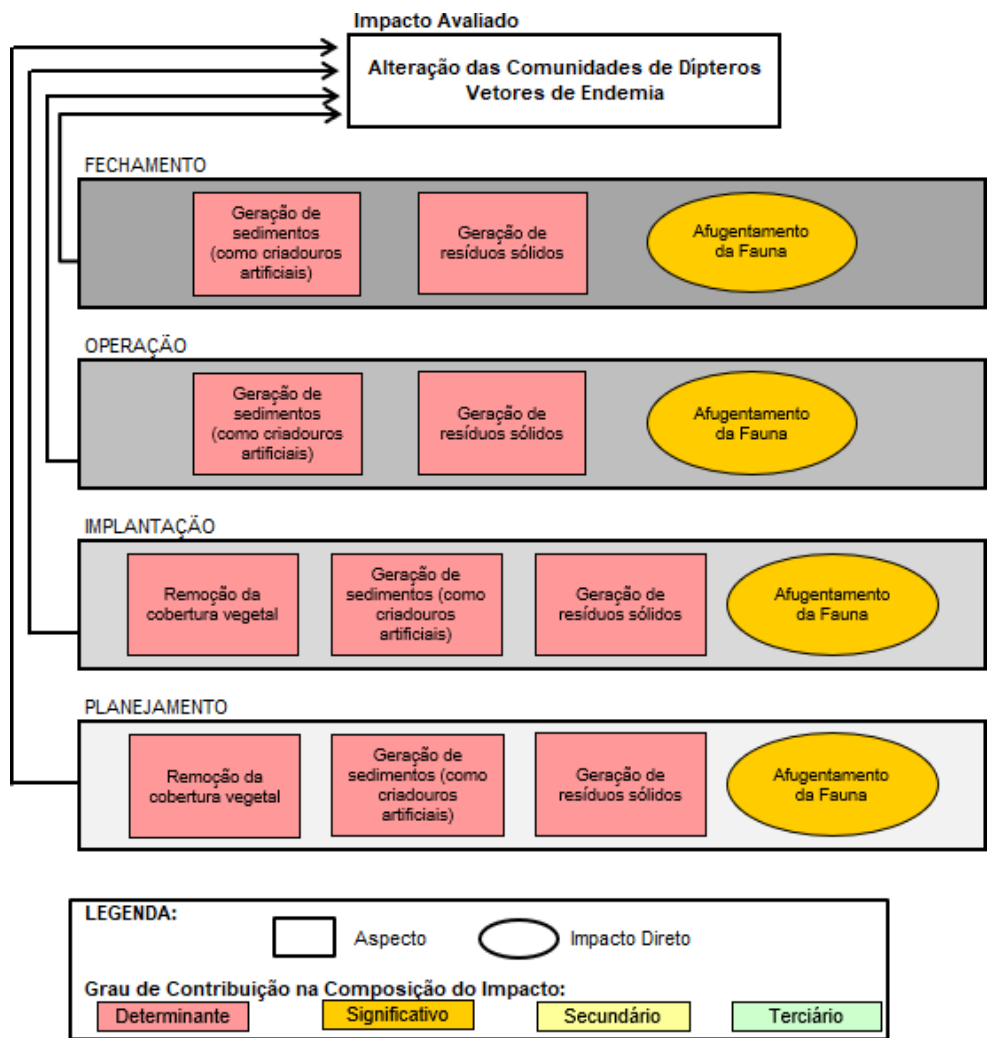 Impacto Avaliado
Alteração das Comunidades de Dípteros
Vetores de Endemia
FECHAMENTO
Geração de
sedimentos
(como criadouros
artificiais)
Geração de
resíduos sólidos
Afugentamento
da Fauna
OPERAÇÃO
Geração de
sedimentos
(como criadouros
artificiais)
Geração de
resíduos sólidos
Afugentamento
da Fauna
IMPLANTAÇÃO
Remoção da
cobertura vegetal
Geração de
sedimentos (como
criadouros
artificiais)
Geração de
resíduos sólidos
Afugentamento
da Fauna
PLANEJAMENTO
Remoção da
cobertura vegetal
Geração de
sedimentos (como
criadouros
artificiais)
Geração de
resíduos sólidos
Afugentamento
da Fauna
LEGENDA:
Aspecto
Impacto Direto
Grau de Contribuição na Composição do Impacto:
Determinante
Significativo
Secundário
Terciário